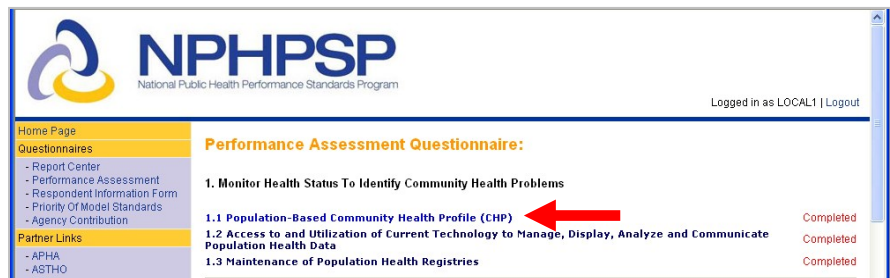 NPHPSP
National Public Health Performance Standards Program
Logged in as LOCAL1 | Logout
Home Page
Questionnaires
- Report Center
- Performance Assessment
- Respondent Information Form
- Priority Of Model Standards
- Agency Contribution
Partner Links
- APHA
- ASTHO
Performance Assessment Questionnaire:
1. Monitor Health Status To Identify Community Health Problems
1.1 Population-Based Community Health Profile (CHP) Completed
1.2 Access to and Utilization of Current Technology to Manage, Display, Analyze and Communicate
Population Health Data Completed
1.3 Maintenance of Population Health Registries Completed